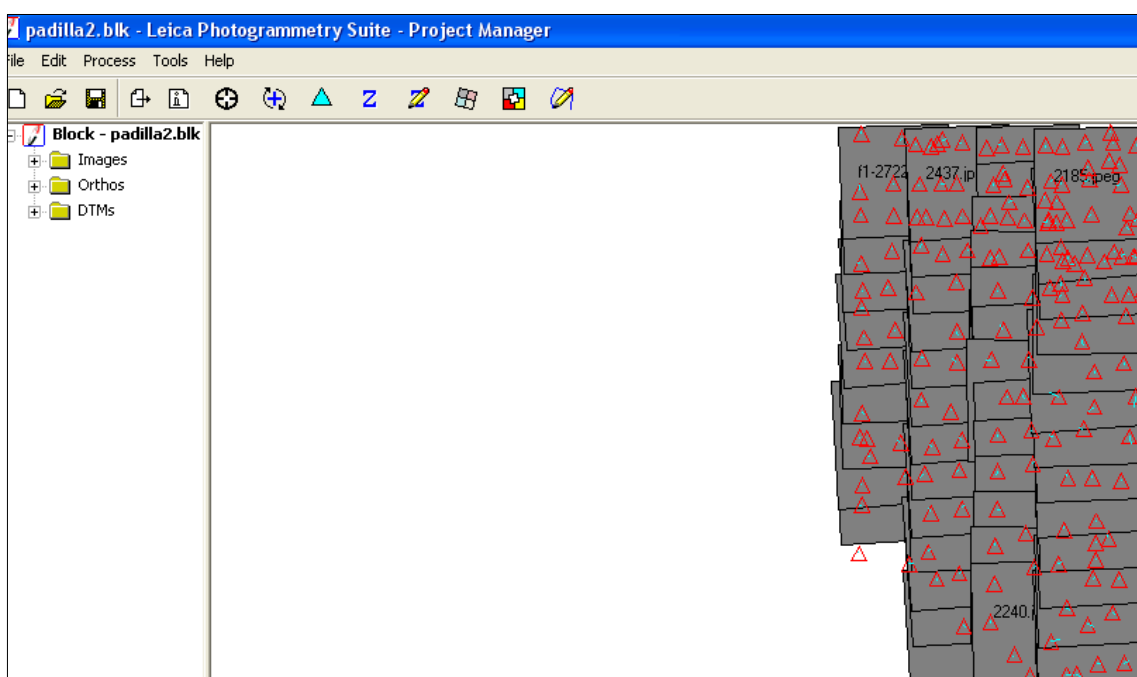 padilla2.blk - Leica Photogrammetry Suite - Project Manager
File Edit Process Tools Help
Block - padilla2.blk
Images
Orthos
DTMs
f1-2722 2437.jp 2185.jpeg
2240.